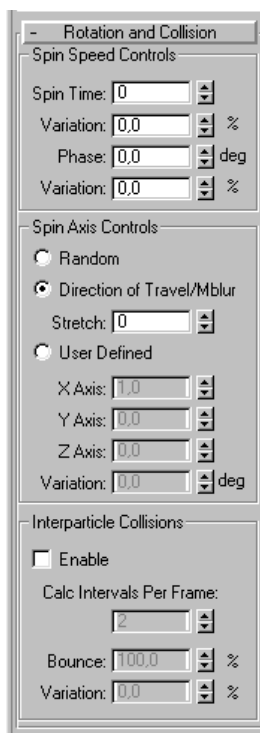 - Rotation and Collision
Spin Speed Controls
Spin Time: 0
Variation: 0,0 %
Phase: 0,0 deg
Variation: 0,0 %
Spin Axis Controls
Random
Direction of Travel/Mblur
Stretch: 0
User Defined
X Axis: 1,0
Y Axis: 0,0
Z Axis: 0,0
Variation: 0,0 deg
Interparticle Collisions
Enable
Calc Intervals Per Frame:
2
Bounce: 100,0 %
Variation: 0,0 %